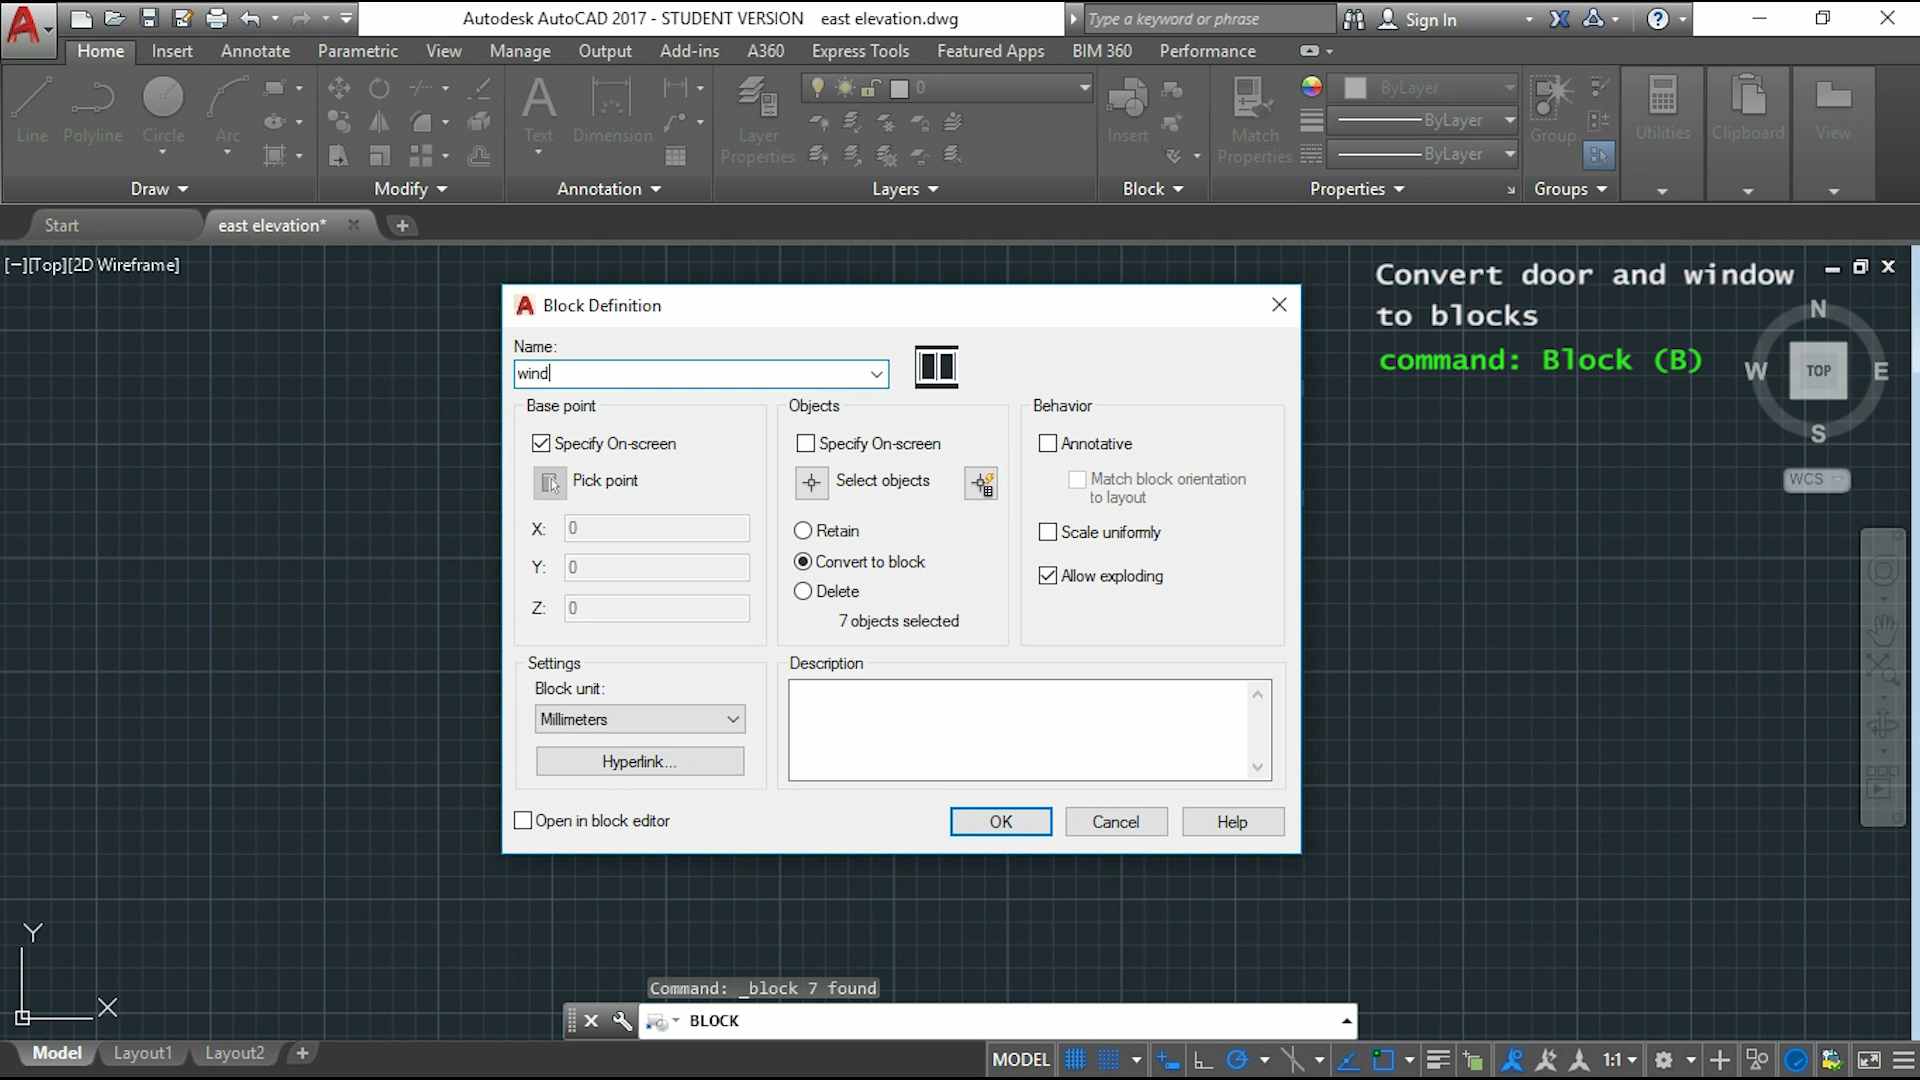 Autodesk AutoCAD 2017 - STUDENT VERSION east elevation.dwg
Type a keyword or phrase
Sign In
Home Insert Annotate Parametric View Manage Output Add-ins A360 Express Tools Featured Apps BIM 360 Performance
Line Polyline Circle Arc
Text Dimension
Layer Properties
0
Insert
Match Properties
ByLayer
ByLayer
ByLayer
Group
Utilities
Clipboard
View
Draw Modify Annotation Layers Block Properties Groups
Start east elevation*
[−][Top][2D Wireframe]
Convert door and window
to blocks
command: Block (B)
N
W TOP E
S
WCS
Block Definition
Name:
wind
Base point
Specify On-screen
Pick point
X: 0
Y: 0
Z: 0
Objects
Specify On-screen
Select objects
Retain
Convert to block
Delete
7 objects selected
Behavior
Annotative
Match block orientation
to layout
Scale uniformly
Allow exploding
Settings
Block unit:
Millimeters
Hyperlink...
Description
Open in block editor
OK Cancel Help
Y
X
Command: _block 7 found
BLOCK
Model Layout1 Layout2
MODEL 1:1